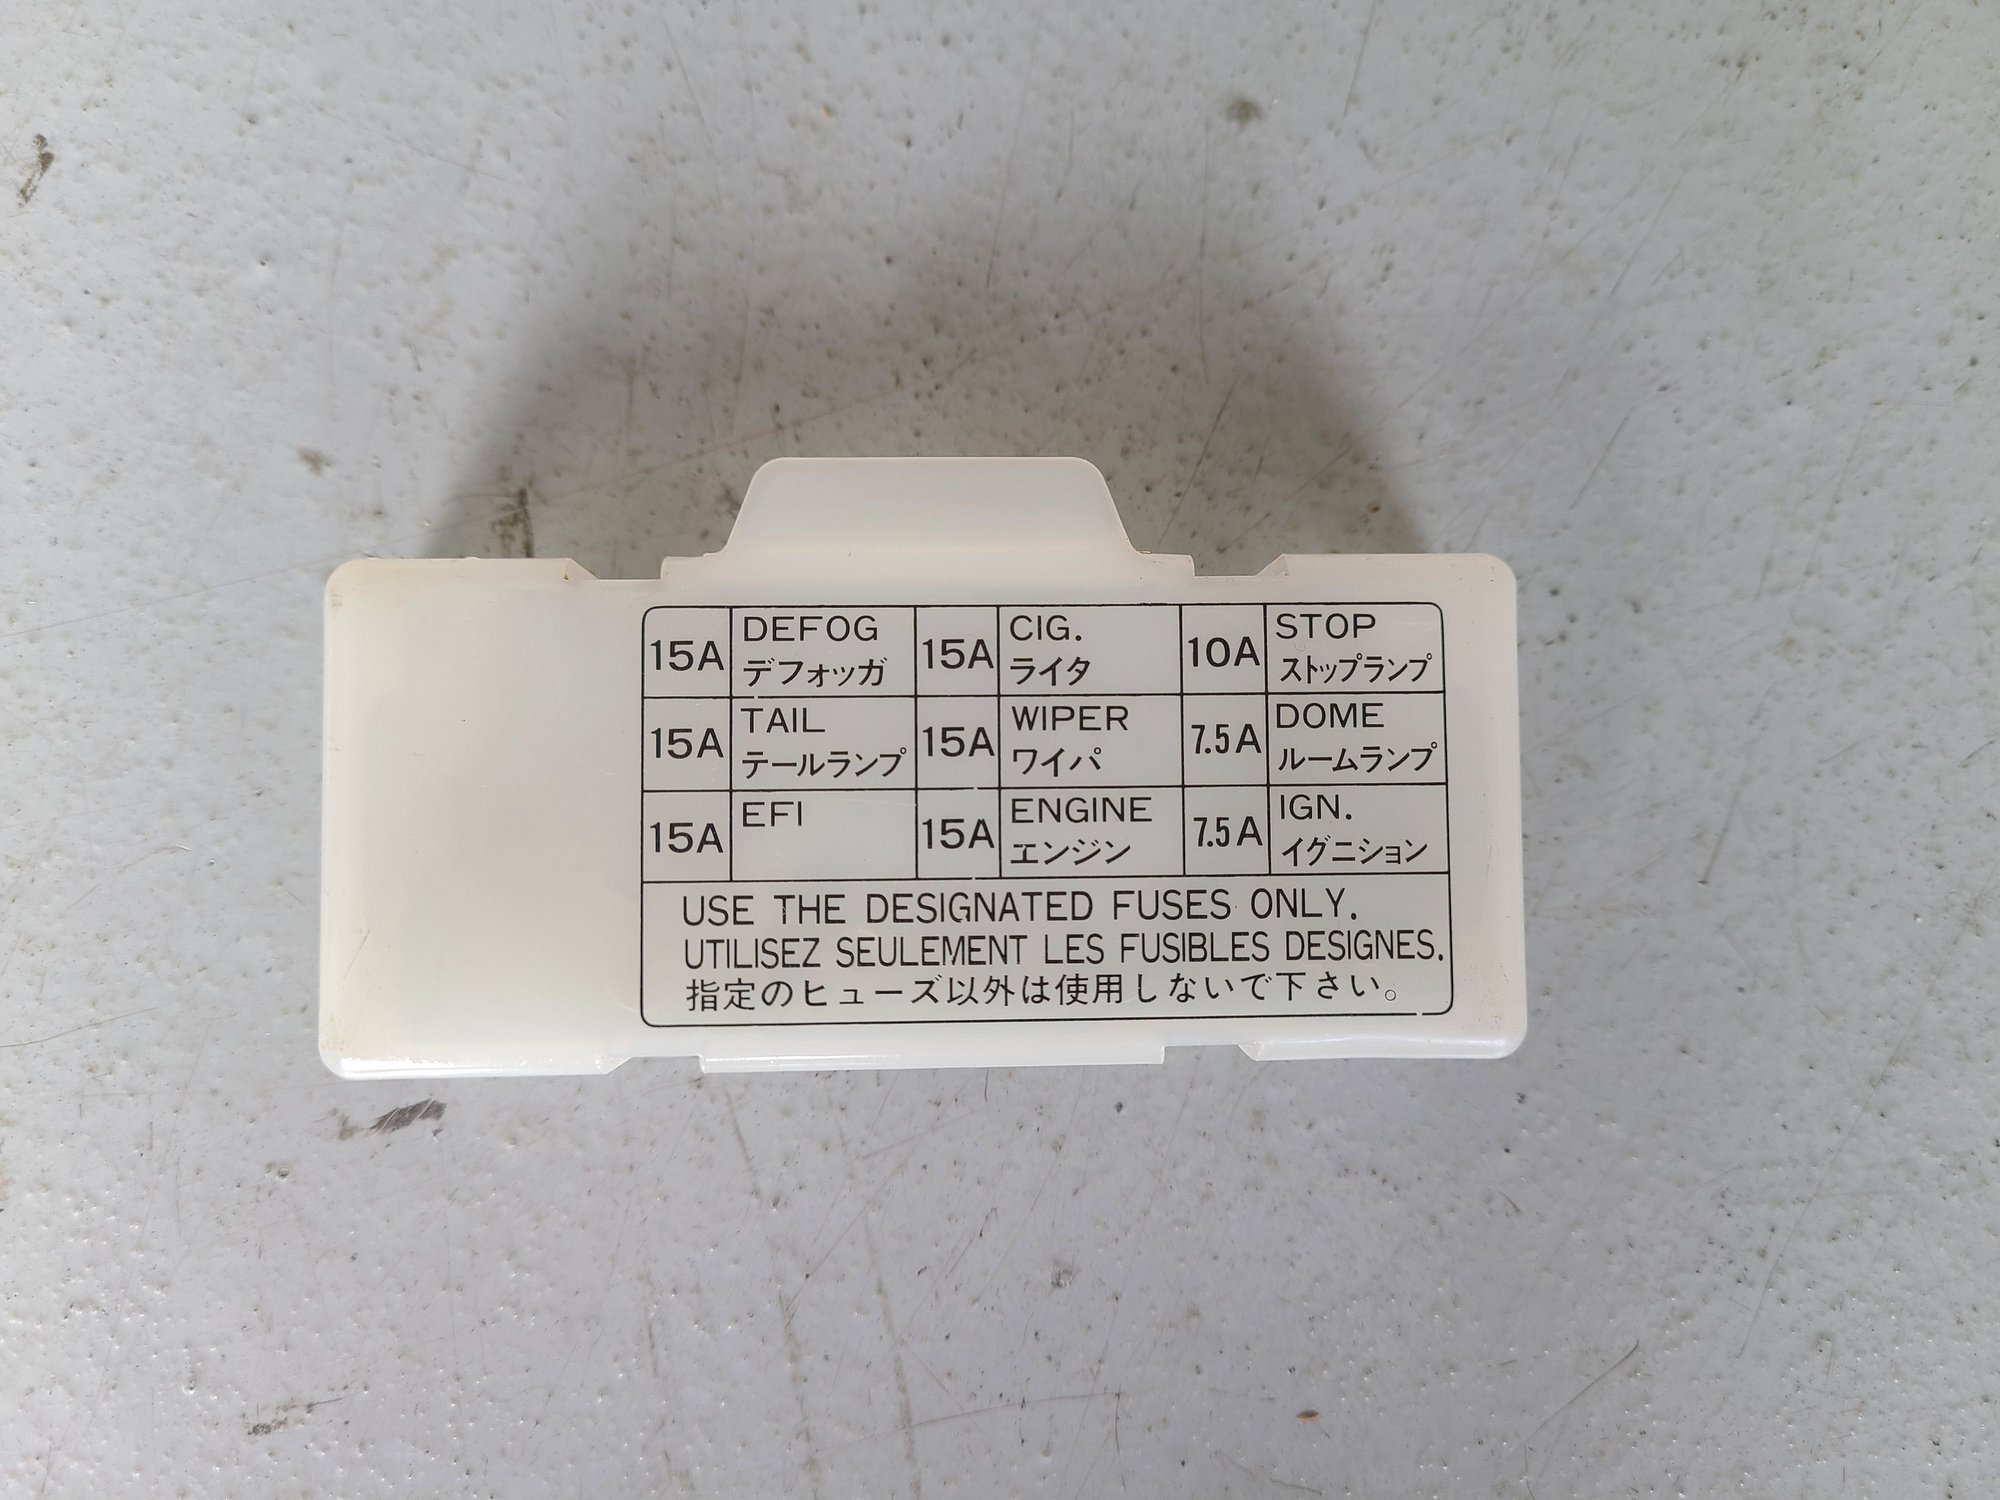 15A DEFOG 15A CIG. 10A STOP
デフォッガ ライタ ストップランプ
15A TAIL 15A WIPER 7.5A DOME
テールランプ ワイパ ルームランプ
15A EFI 15A ENGINE 7.5A IGN.
エンジン イグニション
USE THE DESIGNATED FUSES ONLY.
UTILISEZ SEULEMENT LES FUSIBLES DESIGNES.
指定のヒューズ以外は使用しないで下さい。